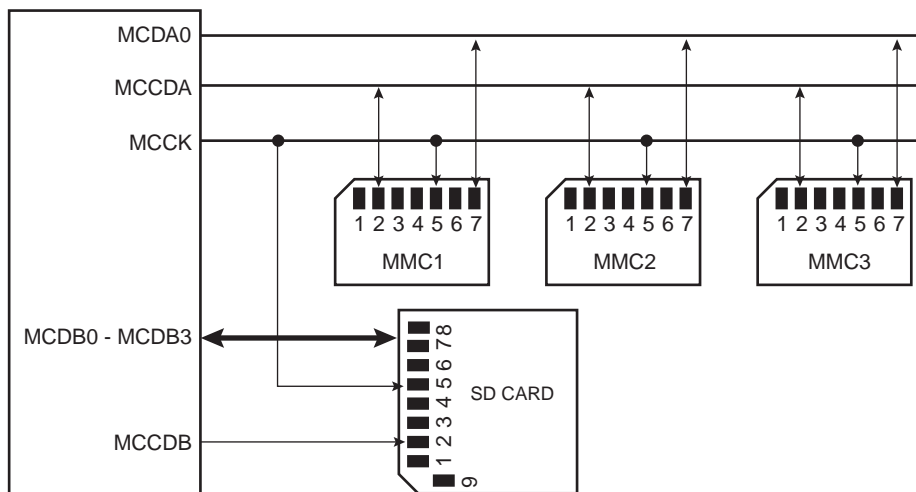 MCDA0
MCCDA
MCCK
1 2 3 4 5 6 7
MMC1
1 2 3 4 5 6 7
MMC2
1 2 3 4 5 6 7
MMC3
MCDB0 - MCDB3
MCCDB
1 2 3 4 5 6 7 8
9
SD CARD